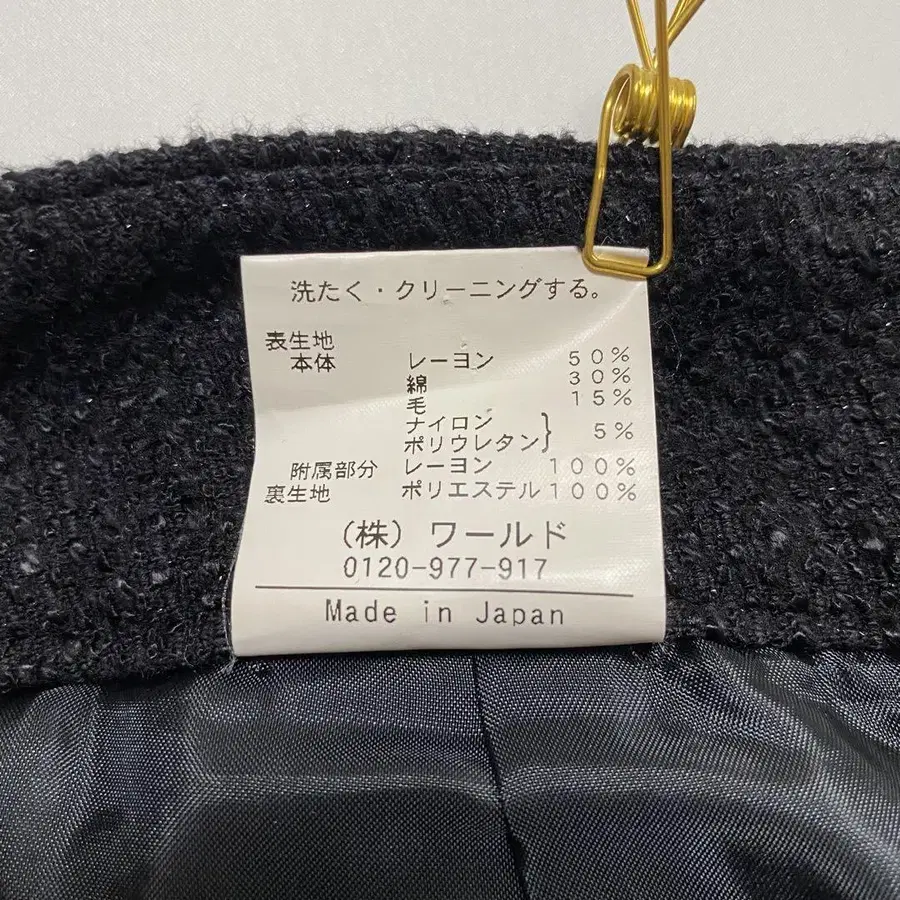 洗たく・クリーニングする。
表生地
本体 レーヨン 50%
綿 30%
毛 15%
ナイロン
ポリウレタン } 5%
附属部分 レーヨン 100%
裏生地 ポリエステル100%
(株) ワールド
0120-977-917
Made in Japan